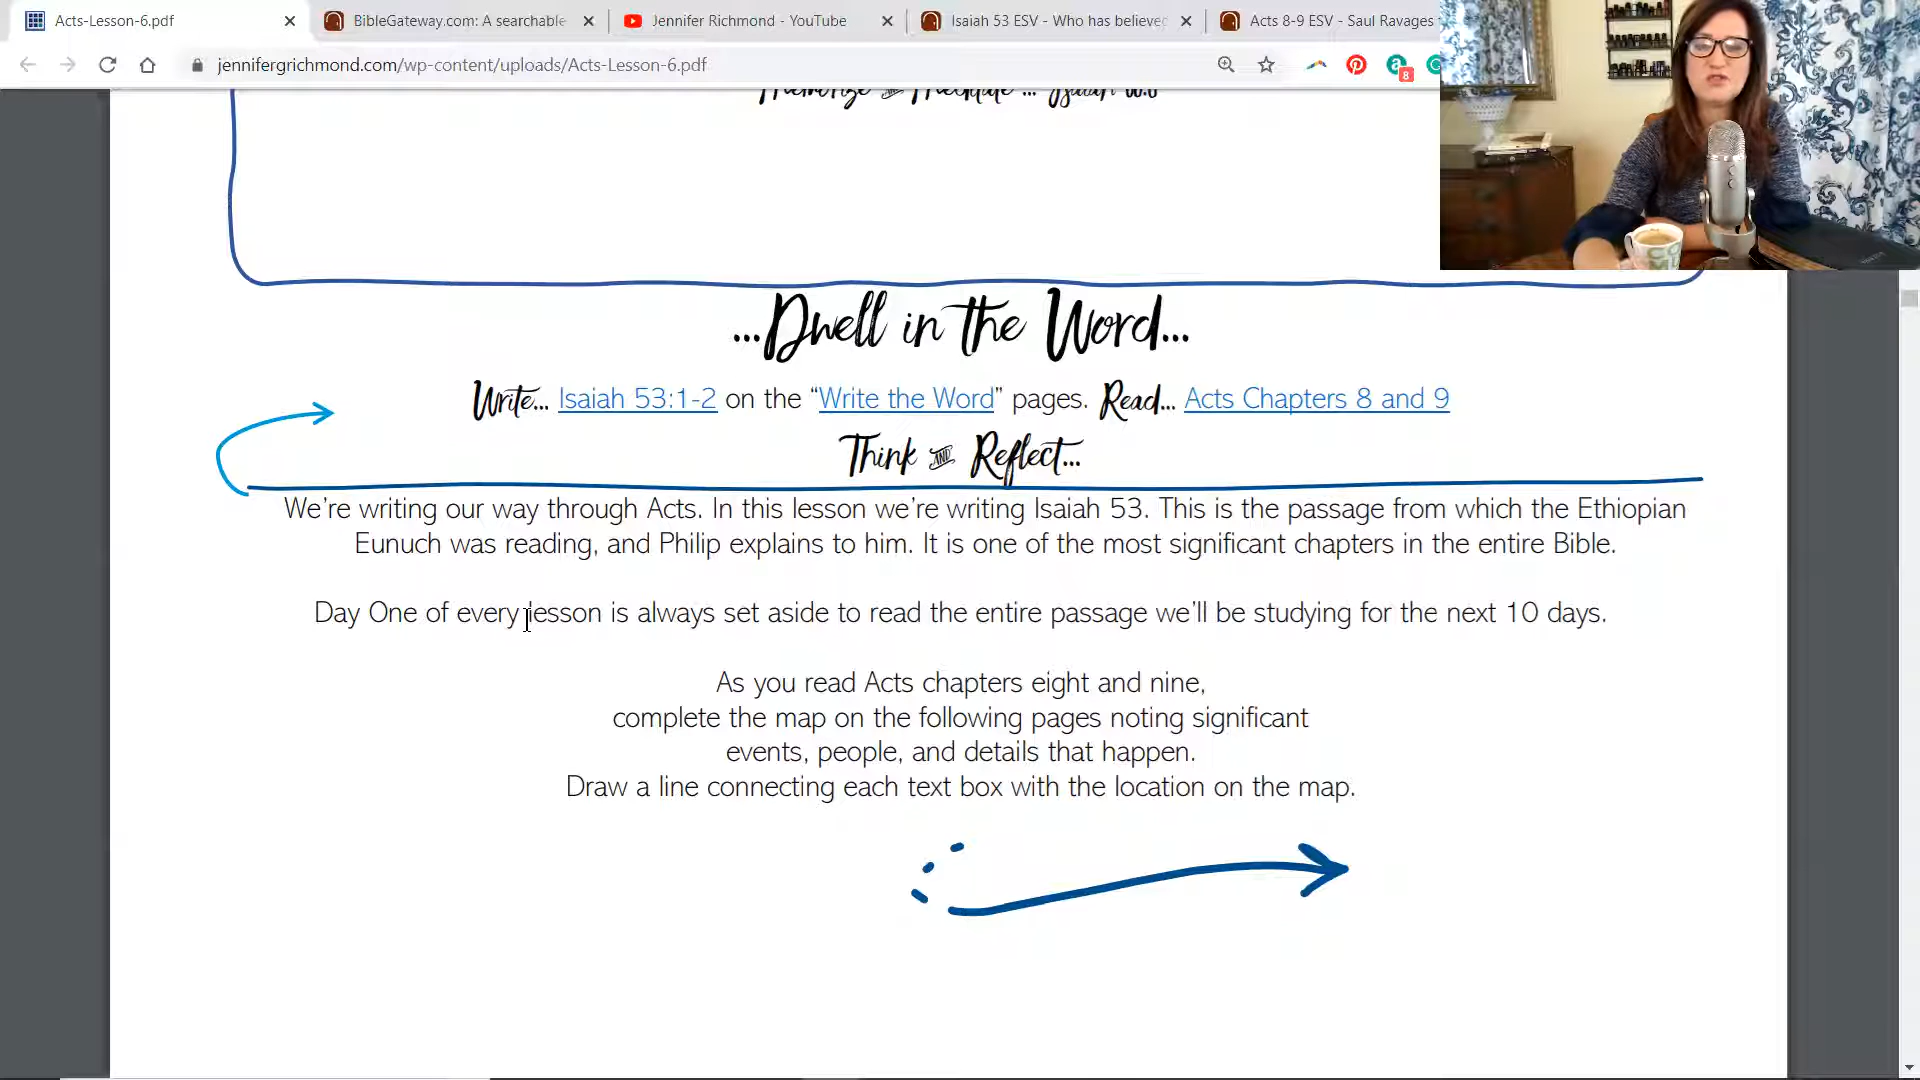 Acts-Lesson-6.pdf
BibleGateway.com: A searchable
Jennifer Richmond - YouTube
Isaiah 53 ESV - Who has believed
Acts 8-9 ESV - Saul Ravages
jennifergrichmond.com/wp-content/uploads/Acts-Lesson-6.pdf
8
...Dwell in the Word...
Write... Isaiah 53:1-2 on the “Write the Word” pages. Read... Acts Chapters 8 and 9
Think AND Reflect...
We’re writing our way through Acts. In this lesson we’re writing Isaiah 53. This is the passage from which the Ethiopian
Eunuch was reading, and Philip explains to him. It is one of the most significant chapters in the entire Bible.
Day One of every lesson is always set aside to read the entire passage we’ll be studying for the next 10 days.
As you read Acts chapters eight and nine,
complete the map on the following pages noting significant
events, people, and details that happen.
Draw a line connecting each text box with the location on the map.